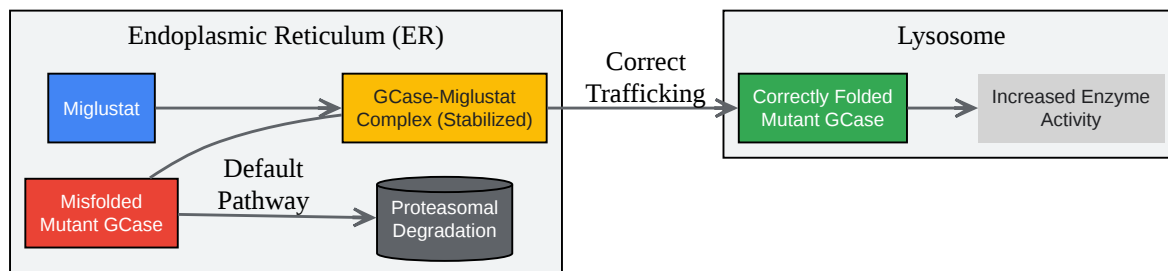 Endoplasmic Reticulum (ER)
Miglustat
GCase-Miglustat
Complex (Stabilized)
Misfolded
Mutant GCase
Default
Pathway
Proteasomal
Degradation
Correct
Trafficking
Lysosome
Correctly Folded
Mutant GCase
Increased Enzyme
Activity